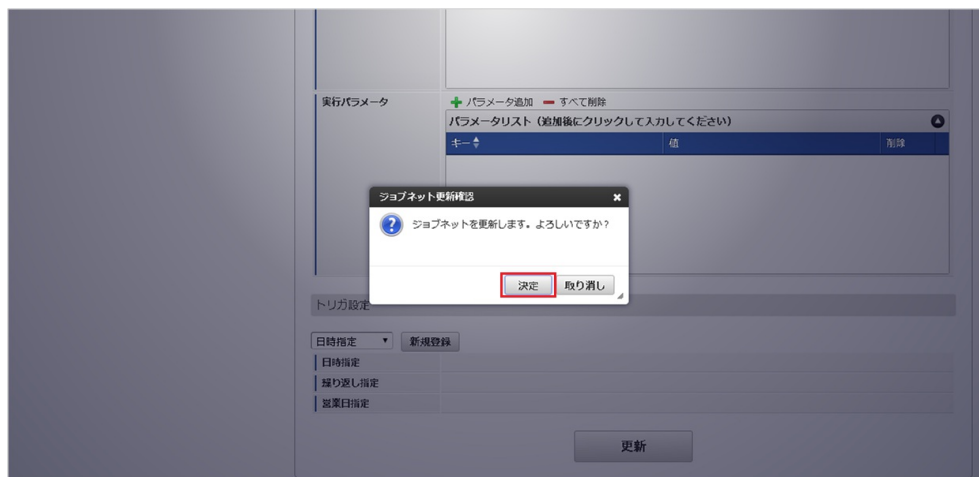 実行パラメータ
パラメータ追加 すべて削除
パラメータリスト（追加後にクリックして入力してください）
キー 値 削除
ジョブネット更新確認
ジョブネットを更新します。よろしいですか？
決定 取り消し
トリガ設定
日時指定 新規登録
日時指定
繰り返し指定
営業日指定
更新